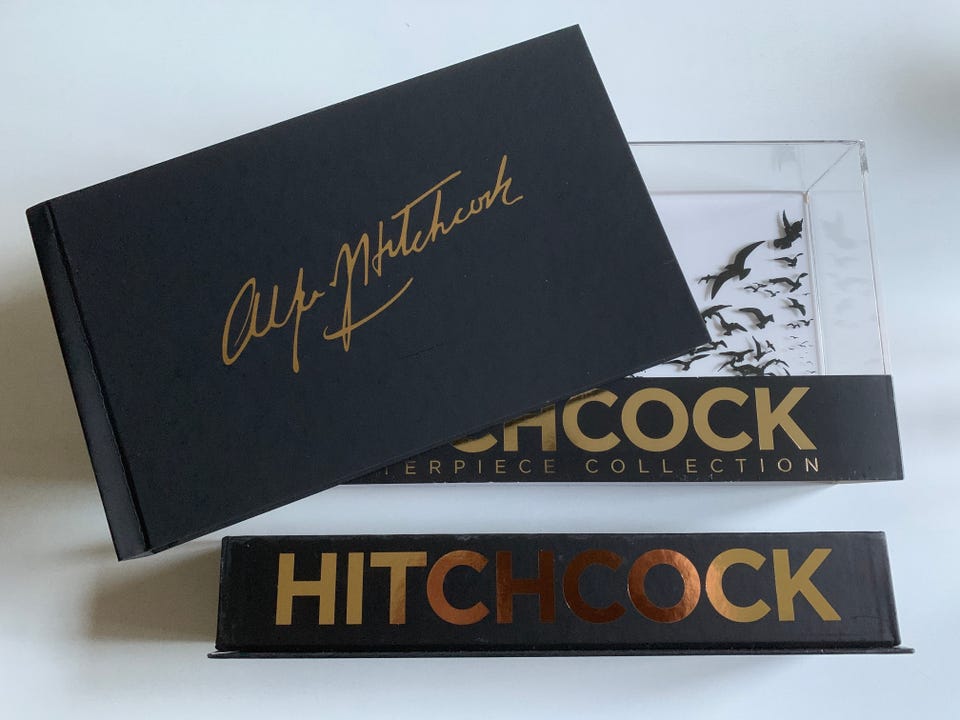 Alfred Hitchcock
CHCOCK
TERPIECE COLLECTION
HITCHCOCK